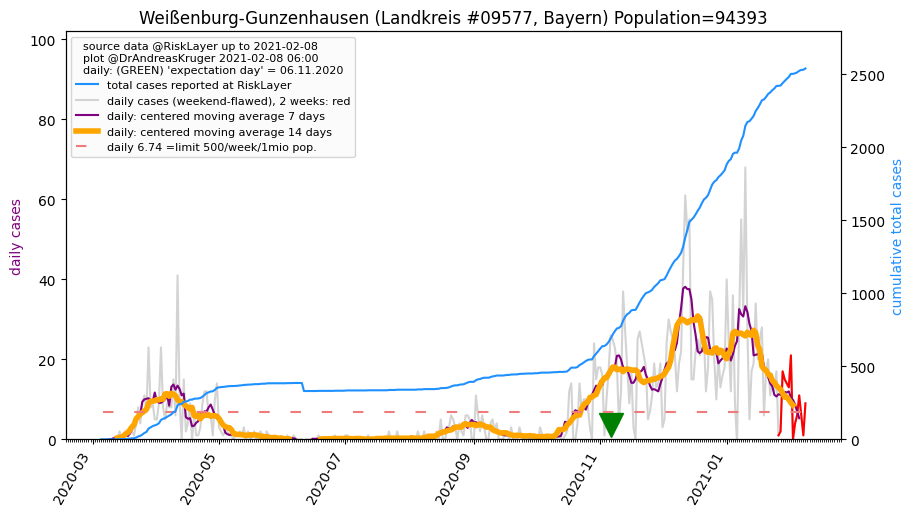 Weißenburg-Gunzenhausen (Landkreis #09577, Bayern) Population=94393
source data @RiskLayer up to 2021-02-08
plot @DrAndreasKruger 2021-02-08 06:00
daily: (GREEN) 'expectation day' = 06.11.2020
total cases reported at RiskLayer
daily cases (weekend-flawed), 2 weeks: red
daily: centered moving average 7 days
daily: centered moving average 14 days
daily 6.74 =limit 500/week/1mio pop.
daily cases
100
80
60
40
20
0
cumulative total cases
2500
2000
1500
1000
500
0
2020-03
2020-05
2020-07
2020-09
2020-11
2021-01